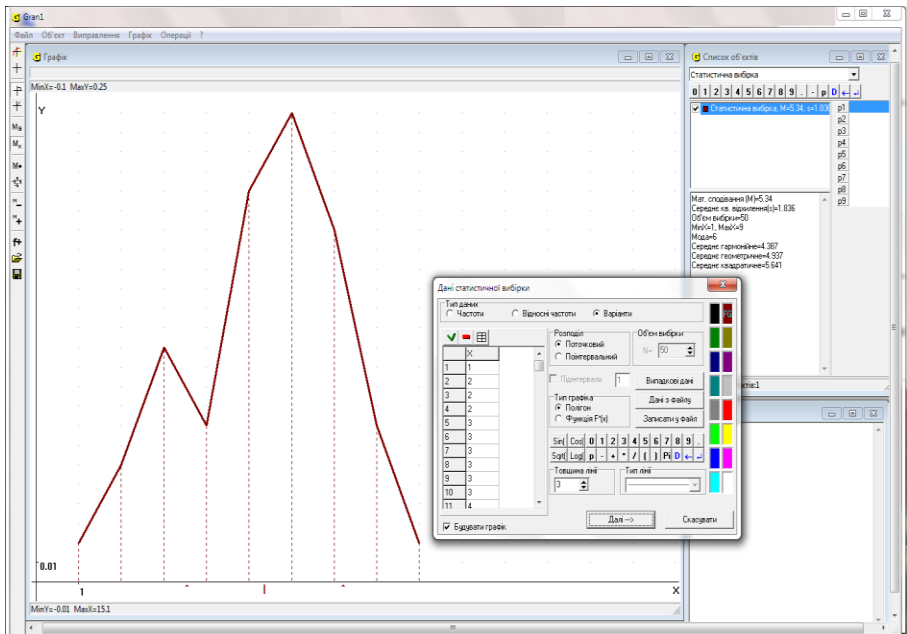 Gran1
Файл Об'єкт Виправлення Графік Операції ?
Графік
MinX=-0.1 MaxY=0.25
Y
0.01
1
X
MinY=-0.01 MaxX=15.1
Список об'єктів
Статистична вибірка
0 1 2 3 4 5 6 7 8 9 . - p D ← ↵
Статистична вибірка, M=5.34, s=1.836
p1
p2
p3
p4
p5
p6
p7
p8
p9
Мат. сподівання (M)=5.34
Середнє кв. відхилення(s)=1.836
Об'єм вибірки=50
MinX=1, MaxX=9
Мода=6
Середнє гармонійне=4.387
Середнє геометричне=4.937
Середнє квадратичне=5.641
Дані статистичної вибірки
Тип даних
Частоти Відносні частоти Варіанти
X
1 1
2 2
3 2
4 2
5 3
6 3
7 3
8 3
9 3
10 3
11 4
Будувати графік
Розподіл
Поточковий
Поінтервальний
Об'єм вибірки
N= 50
Підінтервали 1
Тип графіка
Полігон
Функція F*(x)
Випадкові дані
Дані з файлу
Записати у файл
Sin( Cos( 0 1 2 3 4 5 6 7 8 9 .
Sqrt( Log( p - + * / ( ) Pi D ← ↵
Товщина лінії
3
Тип лінії
Далі -->
Скасувати
FG